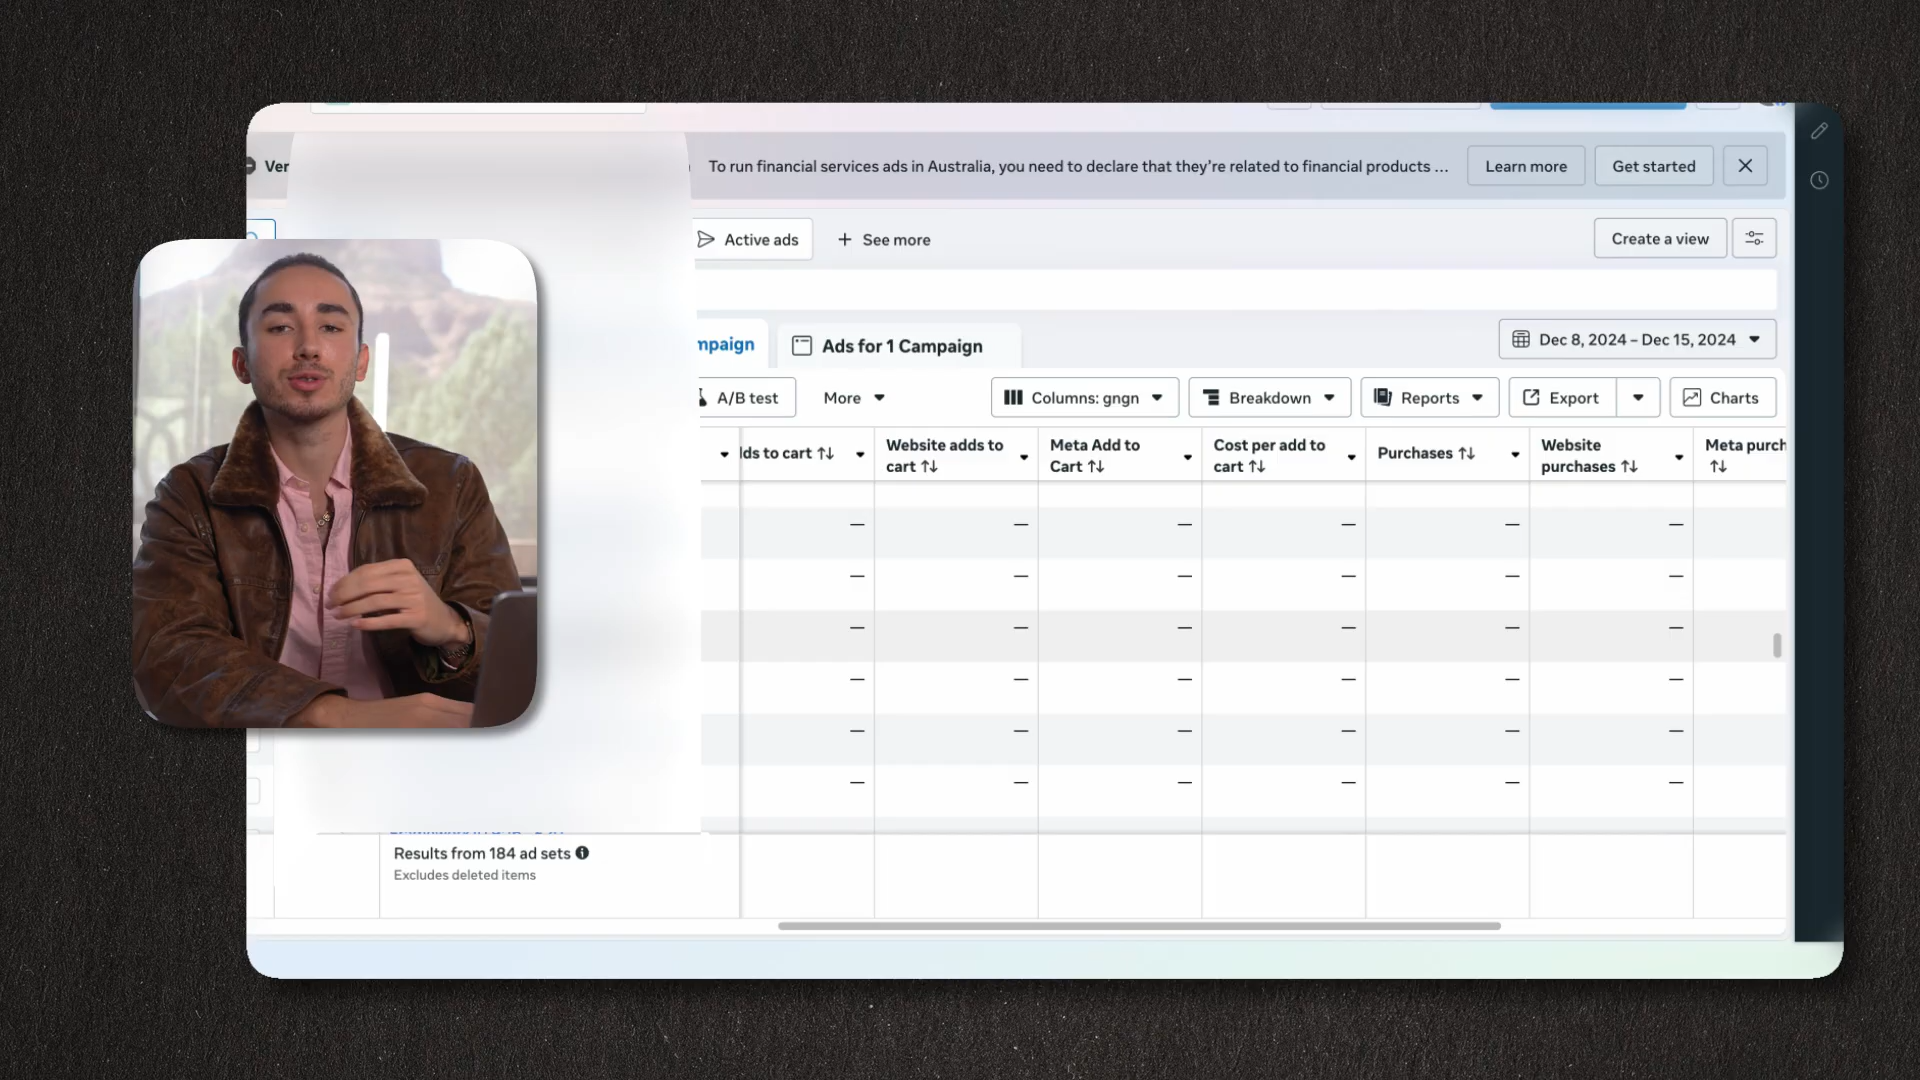 Ver
To run financial services ads in Australia, you need to declare that they're related to financial products ...
Learn more
Get started
Active ads
See more
Create a view
mpaign
Ads for 1 Campaign
Dec 8, 2024 – Dec 15, 2024
A/B test
More
Columns: gngn
Breakdown
Reports
Export
Charts
lds to cart
Website adds to
cart
Meta Add to
Cart
Cost per add to
cart
Purchases
Website
purchases
Meta purch
— — — — — —
— — — — — —
— — — — — —
— — — — — —
— — — — — —
— — — — — —
Results from 184 ad sets
Excludes deleted items